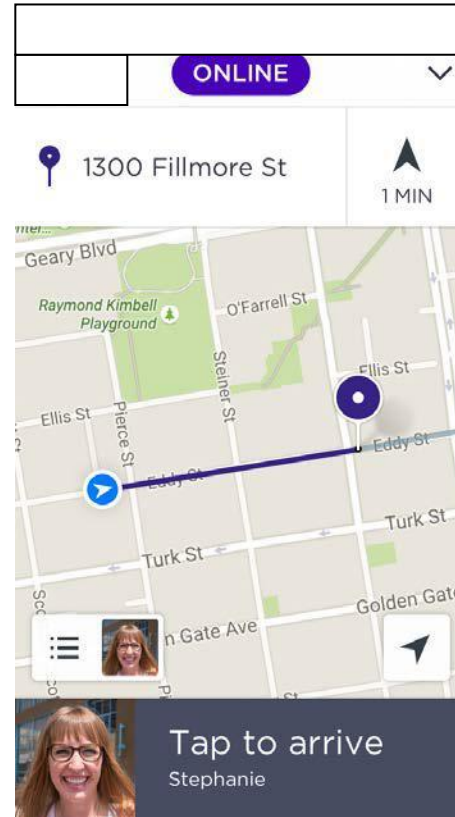 ONLINE
1300 Fillmore St
1 MIN
Geary Blvd
Raymond Kimbell
Playground
O'Farrell St
Steiner St
Ellis St
Ellis St
Pierce St
Eddy St
Eddy St
Turk St
Turk St
Golden Gate
n Gate Ave
Tap to arrive
Stephanie